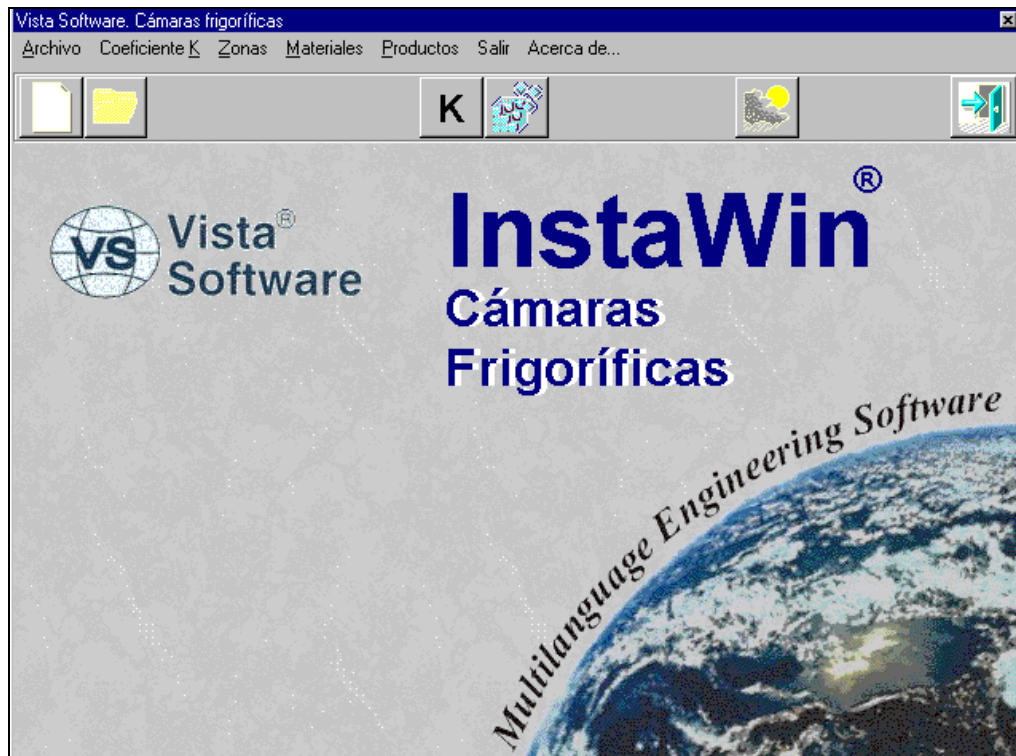 Vista Software. Cámaras frigoríficas
Archivo Coeficiente K Zonas Materiales Productos Salir Acerca de...
K
VS Vista®
Software
InstaWin®
Cámaras
Frigoríficas
Multilanguage Engineering Software